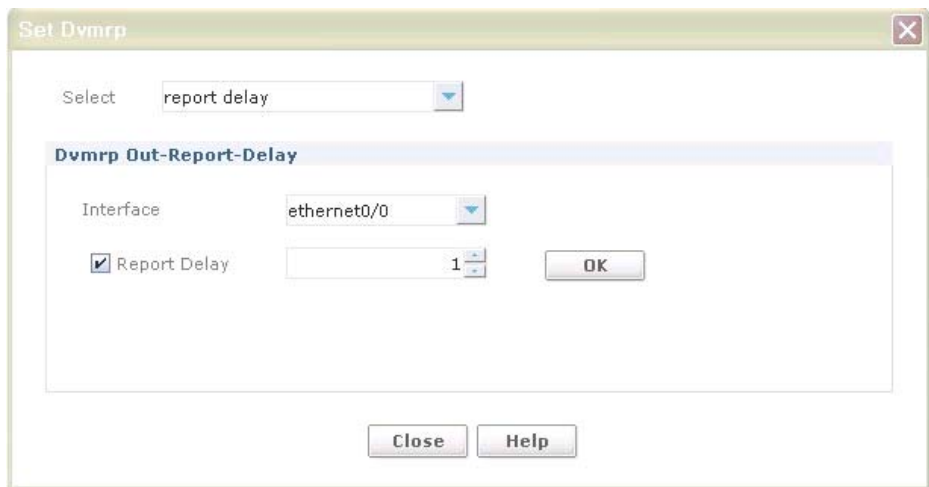 Set Dvmrp
Select report delay
Dvmrp Out-Report-Delay
Interface ethernet0/0
Report Delay 1 OK
Close Help